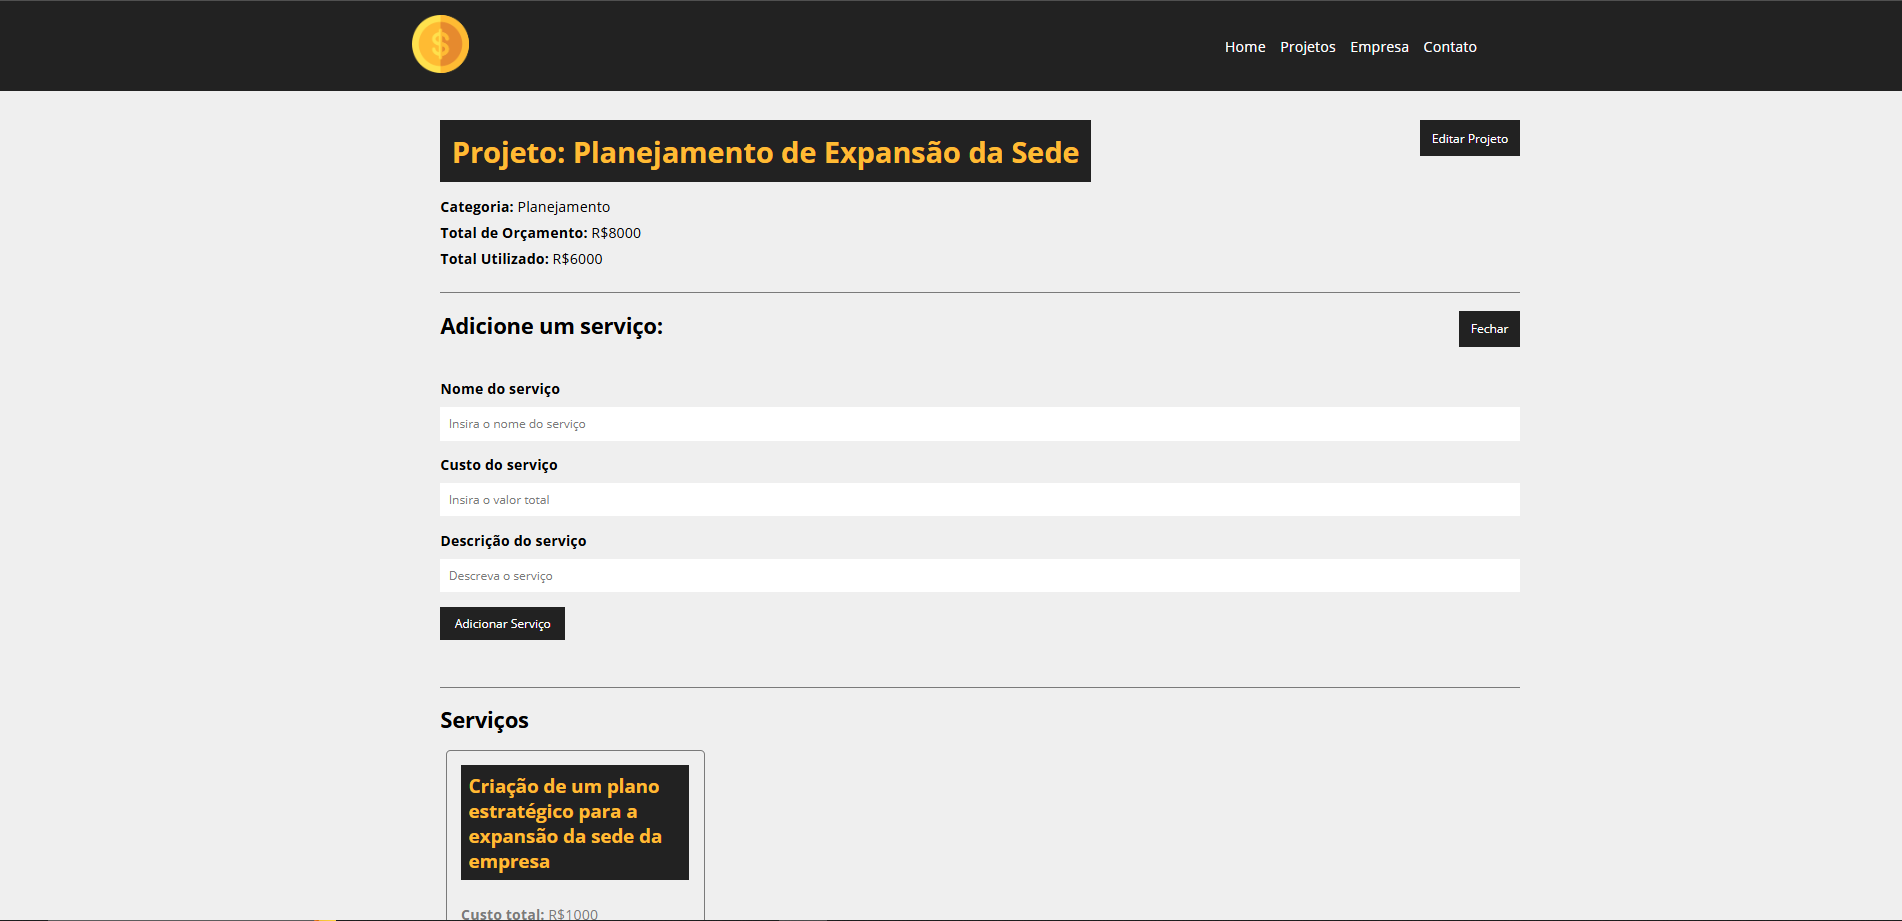 $
Home Projetos Empresa Contato
Projeto: Planejamento de Expansão da Sede
Editar Projeto
Categoria: Planejamento
Total de Orçamento: R$8000
Total Utilizado: R$6000
Adicione um serviço:
Fechar
Nome do serviço
Insira o nome do serviço
Custo do serviço
Insira o valor total
Descrição do serviço
Descreva o serviço
Adicionar Serviço
Serviços
Criação de um plano
estratégico para a
expansão da sede da
empresa
Custo total: R$1000